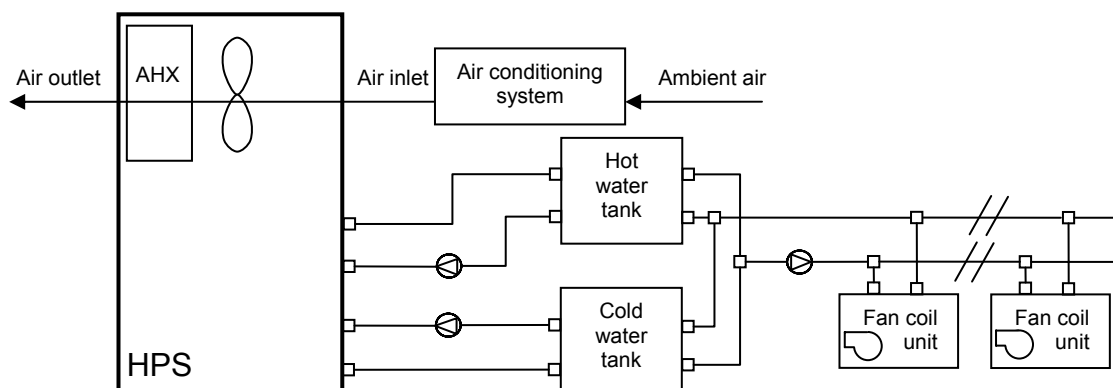 Air outlet
AHX
Air inlet
Air conditioning
system
Ambient air
Hot
water
tank
Cold
water
tank
HPS
Fan coil
unit
Fan coil
unit